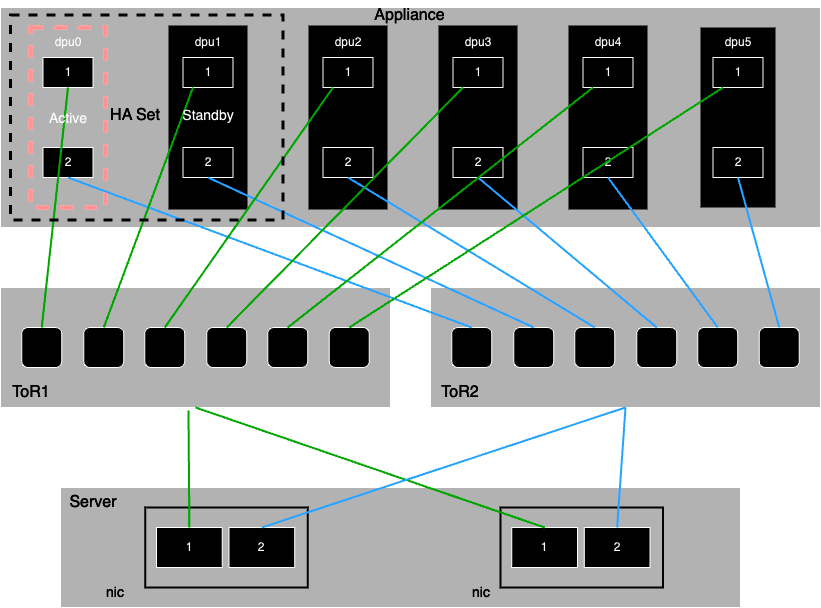 Appliance
dpu0
dpu1
dpu2
dpu3
dpu4
dpu5
1
1
1
1
1
1
Active
HA Set
Standby
2
2
2
2
2
2
ToR1
ToR2
Server
1
2
1
2
nic
nic